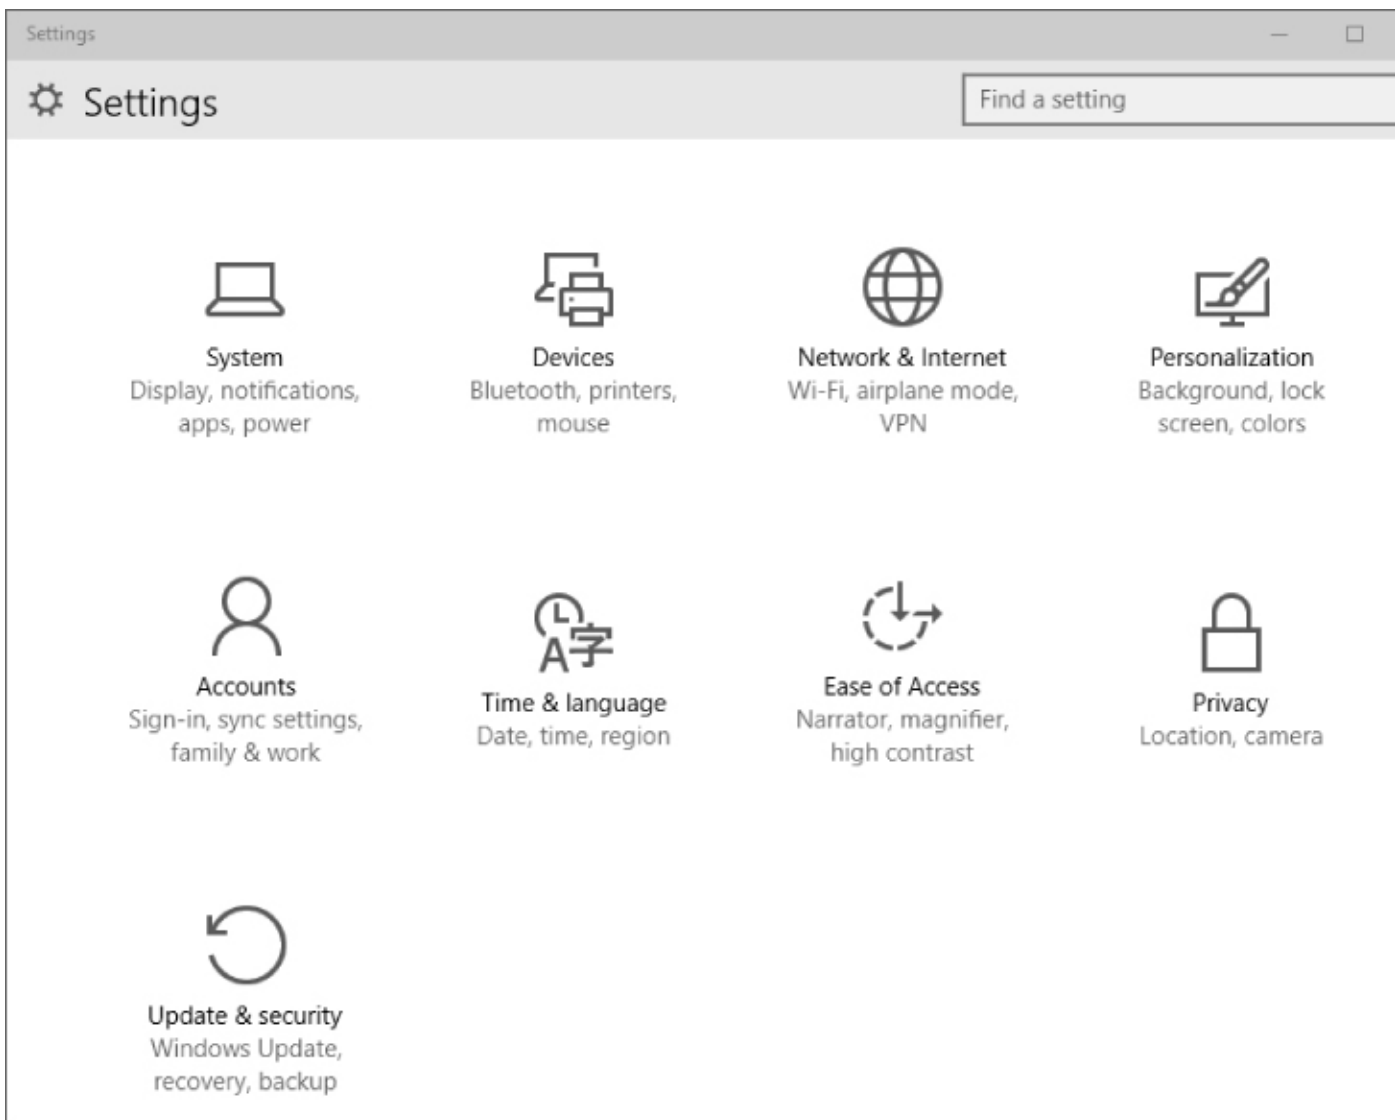 Settings
Settings
Find a setting
System
Display, notifications,
apps, power
Devices
Bluetooth, printers,
mouse
Network & Internet
Wi-Fi, airplane mode,
VPN
Personalization
Background, lock
screen, colors
Accounts
Sign-in, sync settings,
family & work
A字
Time & language
Date, time, region
Ease of Access
Narrator, magnifier,
high contrast
Privacy
Location, camera
Update & security
Windows Update,
recovery, backup